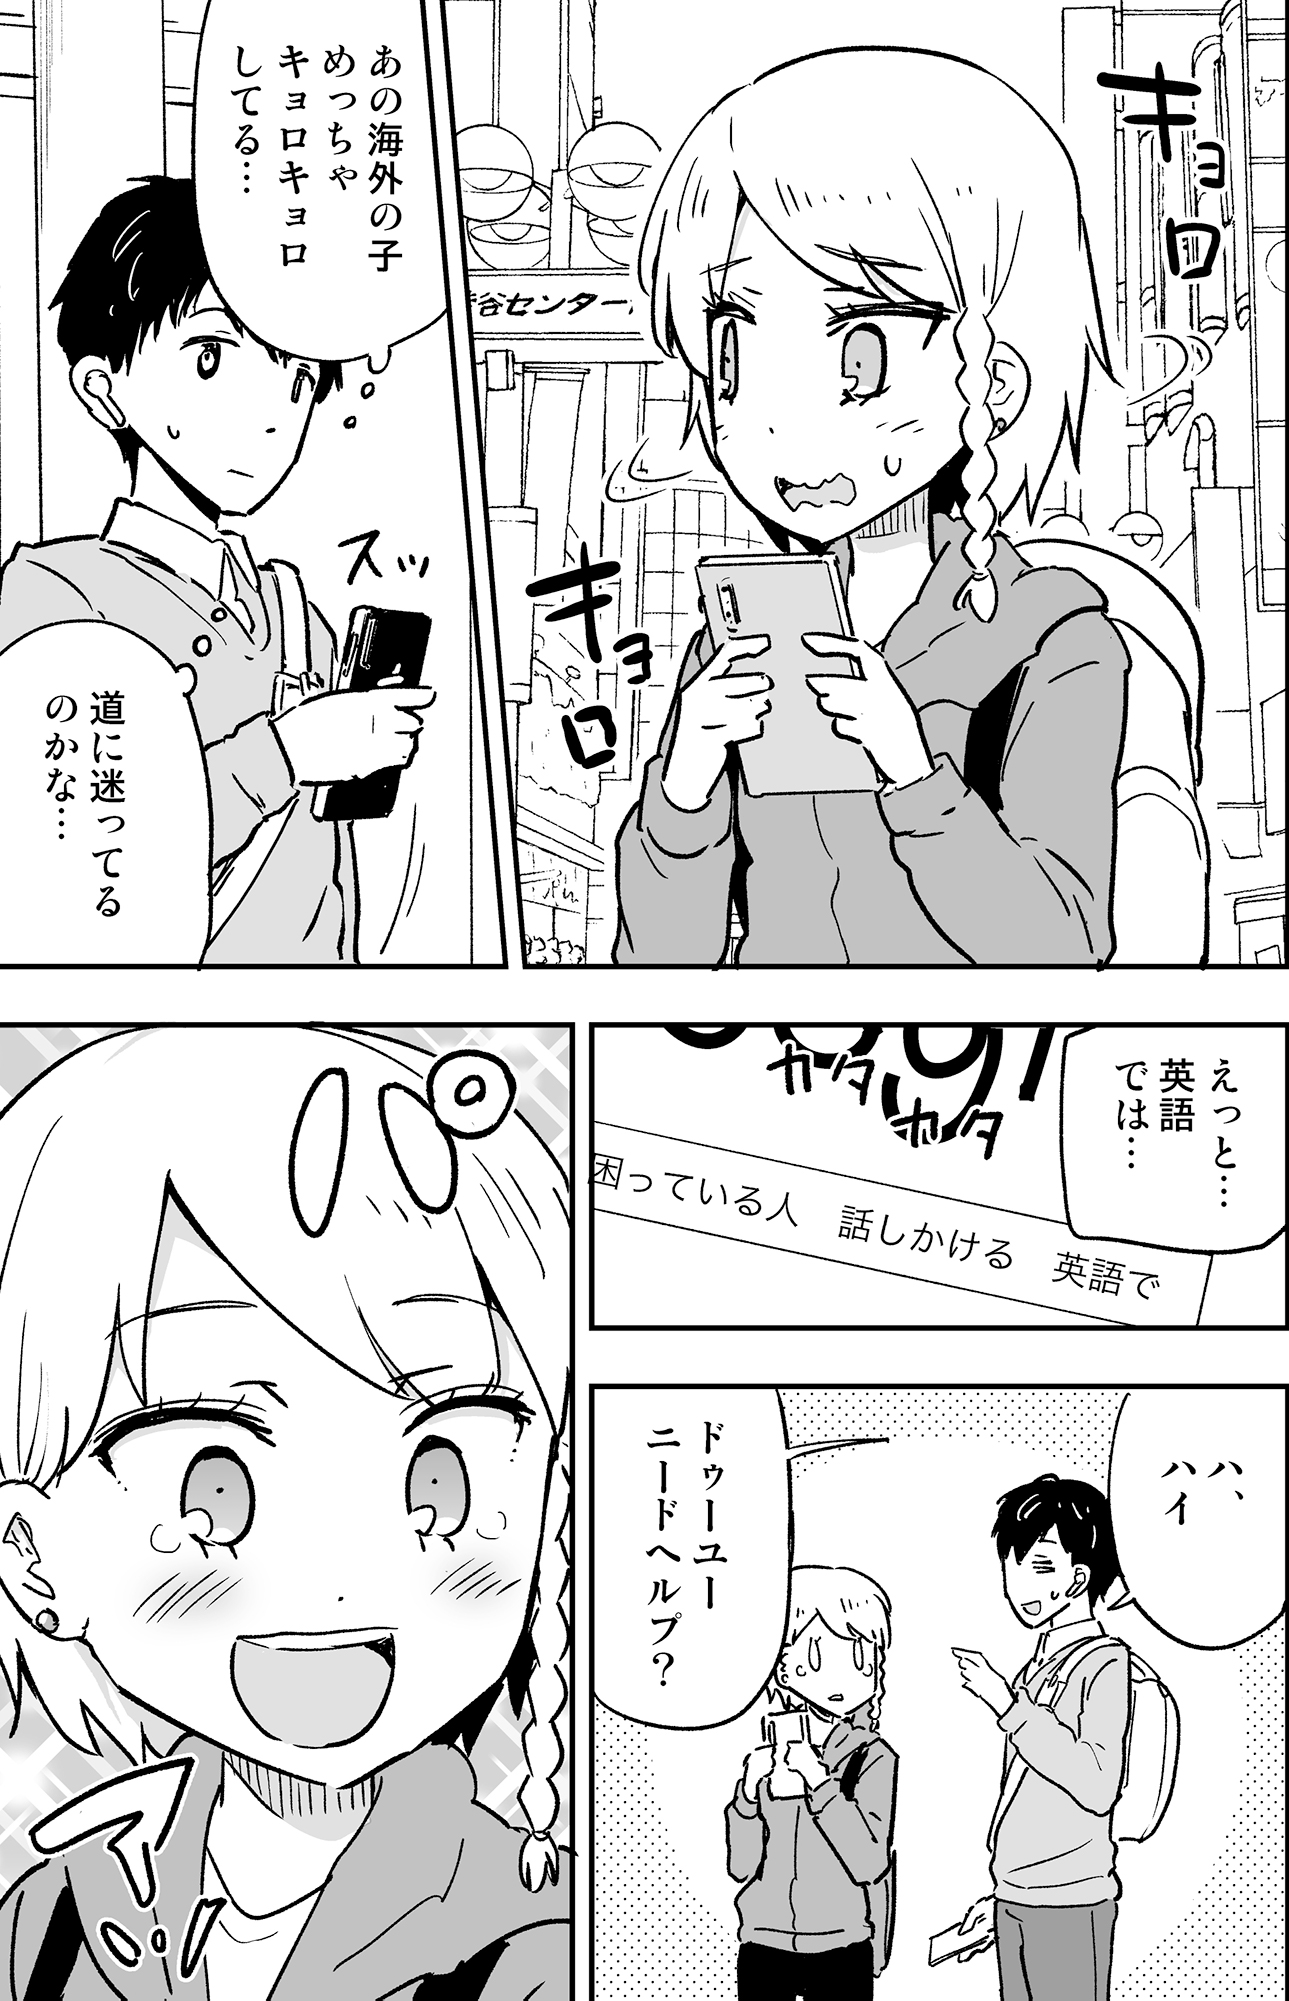 キョロ
キョロ
谷センター
あの海外の子
めっちゃ
キョロキョロ
してる…
スッ
道に迷ってる
のかな…
えっと…
英語
では…
カタ
カタ
困っている人　話しかける　英語で
ハ、
ハイ
ドゥーユー
ニードヘルプ？
パァ